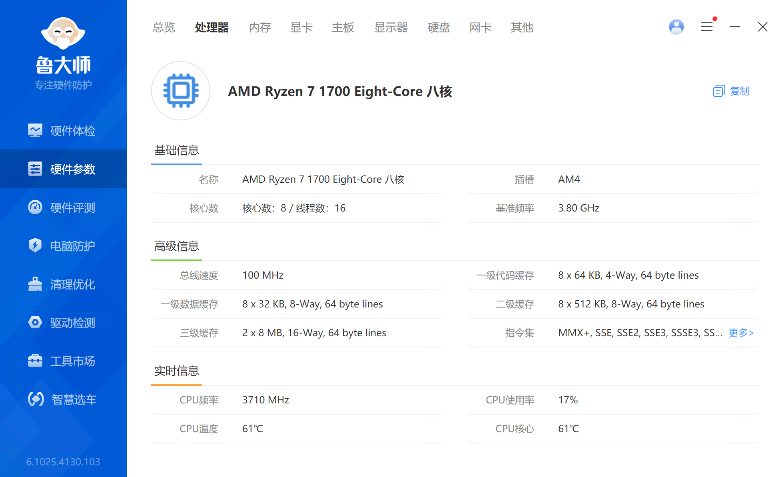 总览 处理器 内存 显卡 主板 显示器 硬盘 网卡 其他
鲁大师
专注硬件防护
硬件体检
硬件参数
硬件评测
电脑防护
清理优化
驱动检测
工具市场
智慧选车
6.1025.4130.103
AMD Ryzen 7 1700 Eight-Core 八核
复制
基础信息
名称 AMD Ryzen 7 1700 Eight-Core 八核 插槽 AM4
核心数 核心数：8 / 线程数：16 基准频率 3.80 GHz
高级信息
总线速度 100 MHz 一级代码缓存 8 x 64 KB, 4-Way, 64 byte lines
一级数据缓存 8 x 32 KB, 8-Way, 64 byte lines 二级缓存 8 x 512 KB, 8-Way, 64 byte lines
三级缓存 2 x 8 MB, 16-Way, 64 byte lines 指令集 MMX+, SSE, SSE2, SSE3, SSSE3, SS... 更多>
实时信息
CPU频率 3710 MHz CPU使用率 17%
CPU温度 61℃ CPU核心 61℃